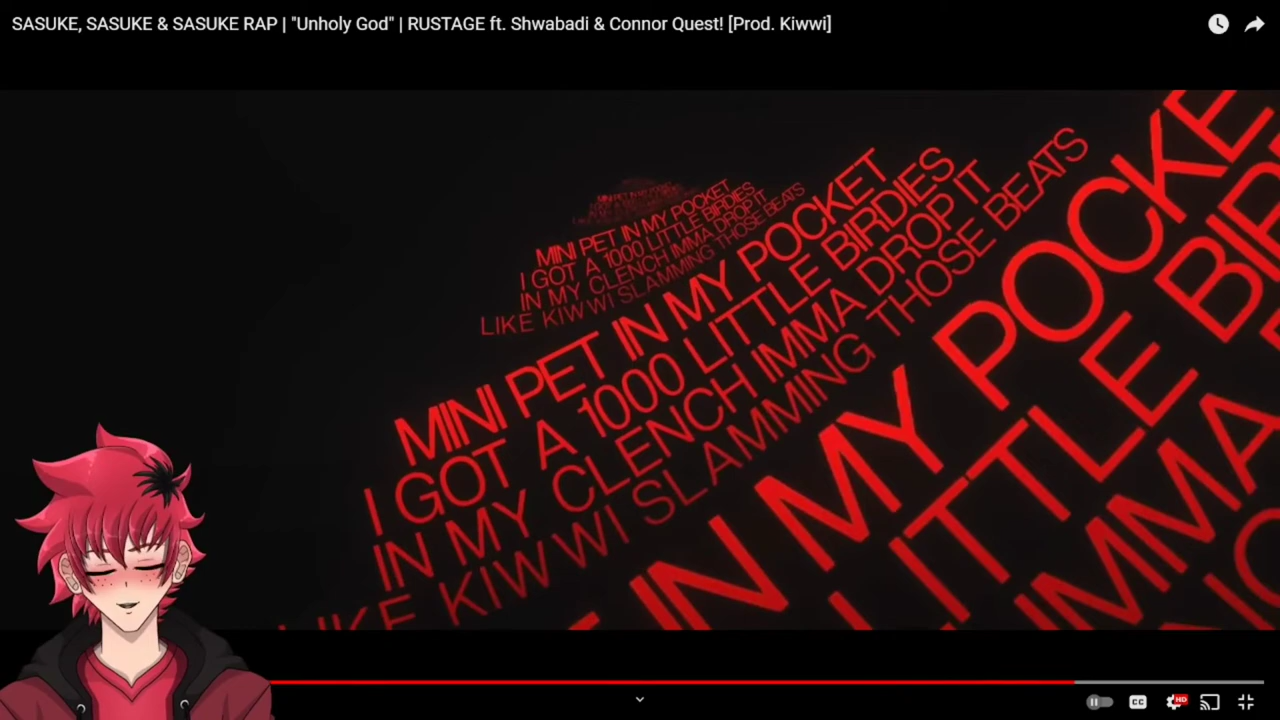 SASUKE, SASUKE & SASUKE RAP | "Unholy God" | RUSTAGE ft. Shwabadi & Connor Quest! [Prod. Kiwwi]
MINI PET IN MY POCKET
I GOT A 1000 LITTLE BIRDIES
IN MY CLENCH IMMA DROP IT
LIKE KIWWI SLAMMING THOSE BEATS
MINI PET IN MY POCKET
I GOT A 1000 LITTLE BIRDIES
IN MY CLENCH IMMA DROP IT
LIKE KIWWI SLAMMING THOSE BEATS
IN MY POCKE
LITTLE BIR
IMMA
CC
HD